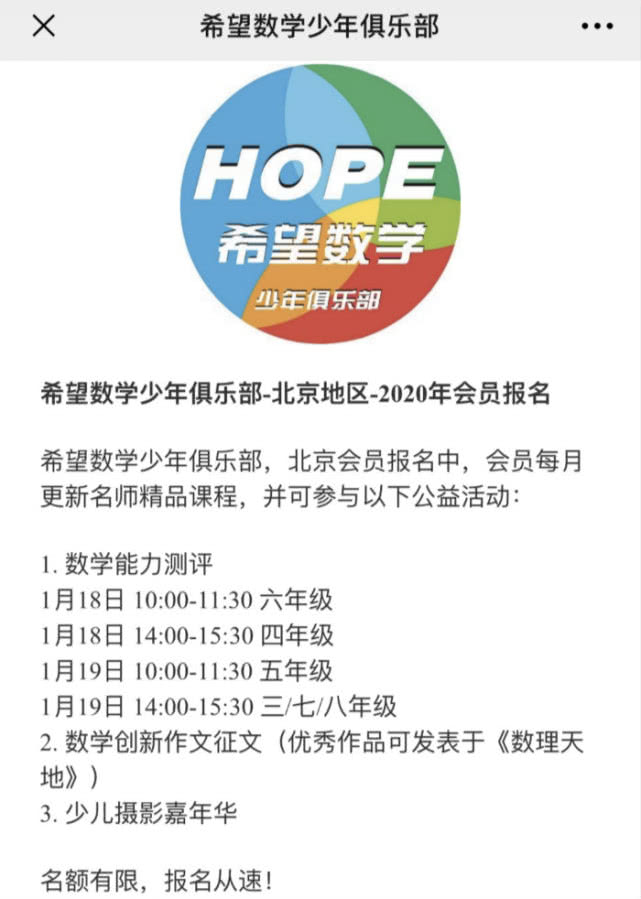 希望数学少年俱乐部
HOPE
希望数学
少年俱乐部
希望数学少年俱乐部-北京地区-2020年会员报名
希望数学少年俱乐部，北京会员报名中，会员每月
更新名师精品课程，并可参与以下公益活动：
1. 数学能力测评
1月18日 10:00-11:30 六年级
1月18日 14:00-15:30 四年级
1月19日 10:00-11:30 五年级
1月19日 14:00-15:30 三/七/八年级
2. 数学创新作文征文（优秀作品可发表于《数理天
地》）
3. 少儿摄影嘉年华
名额有限，报名从速！